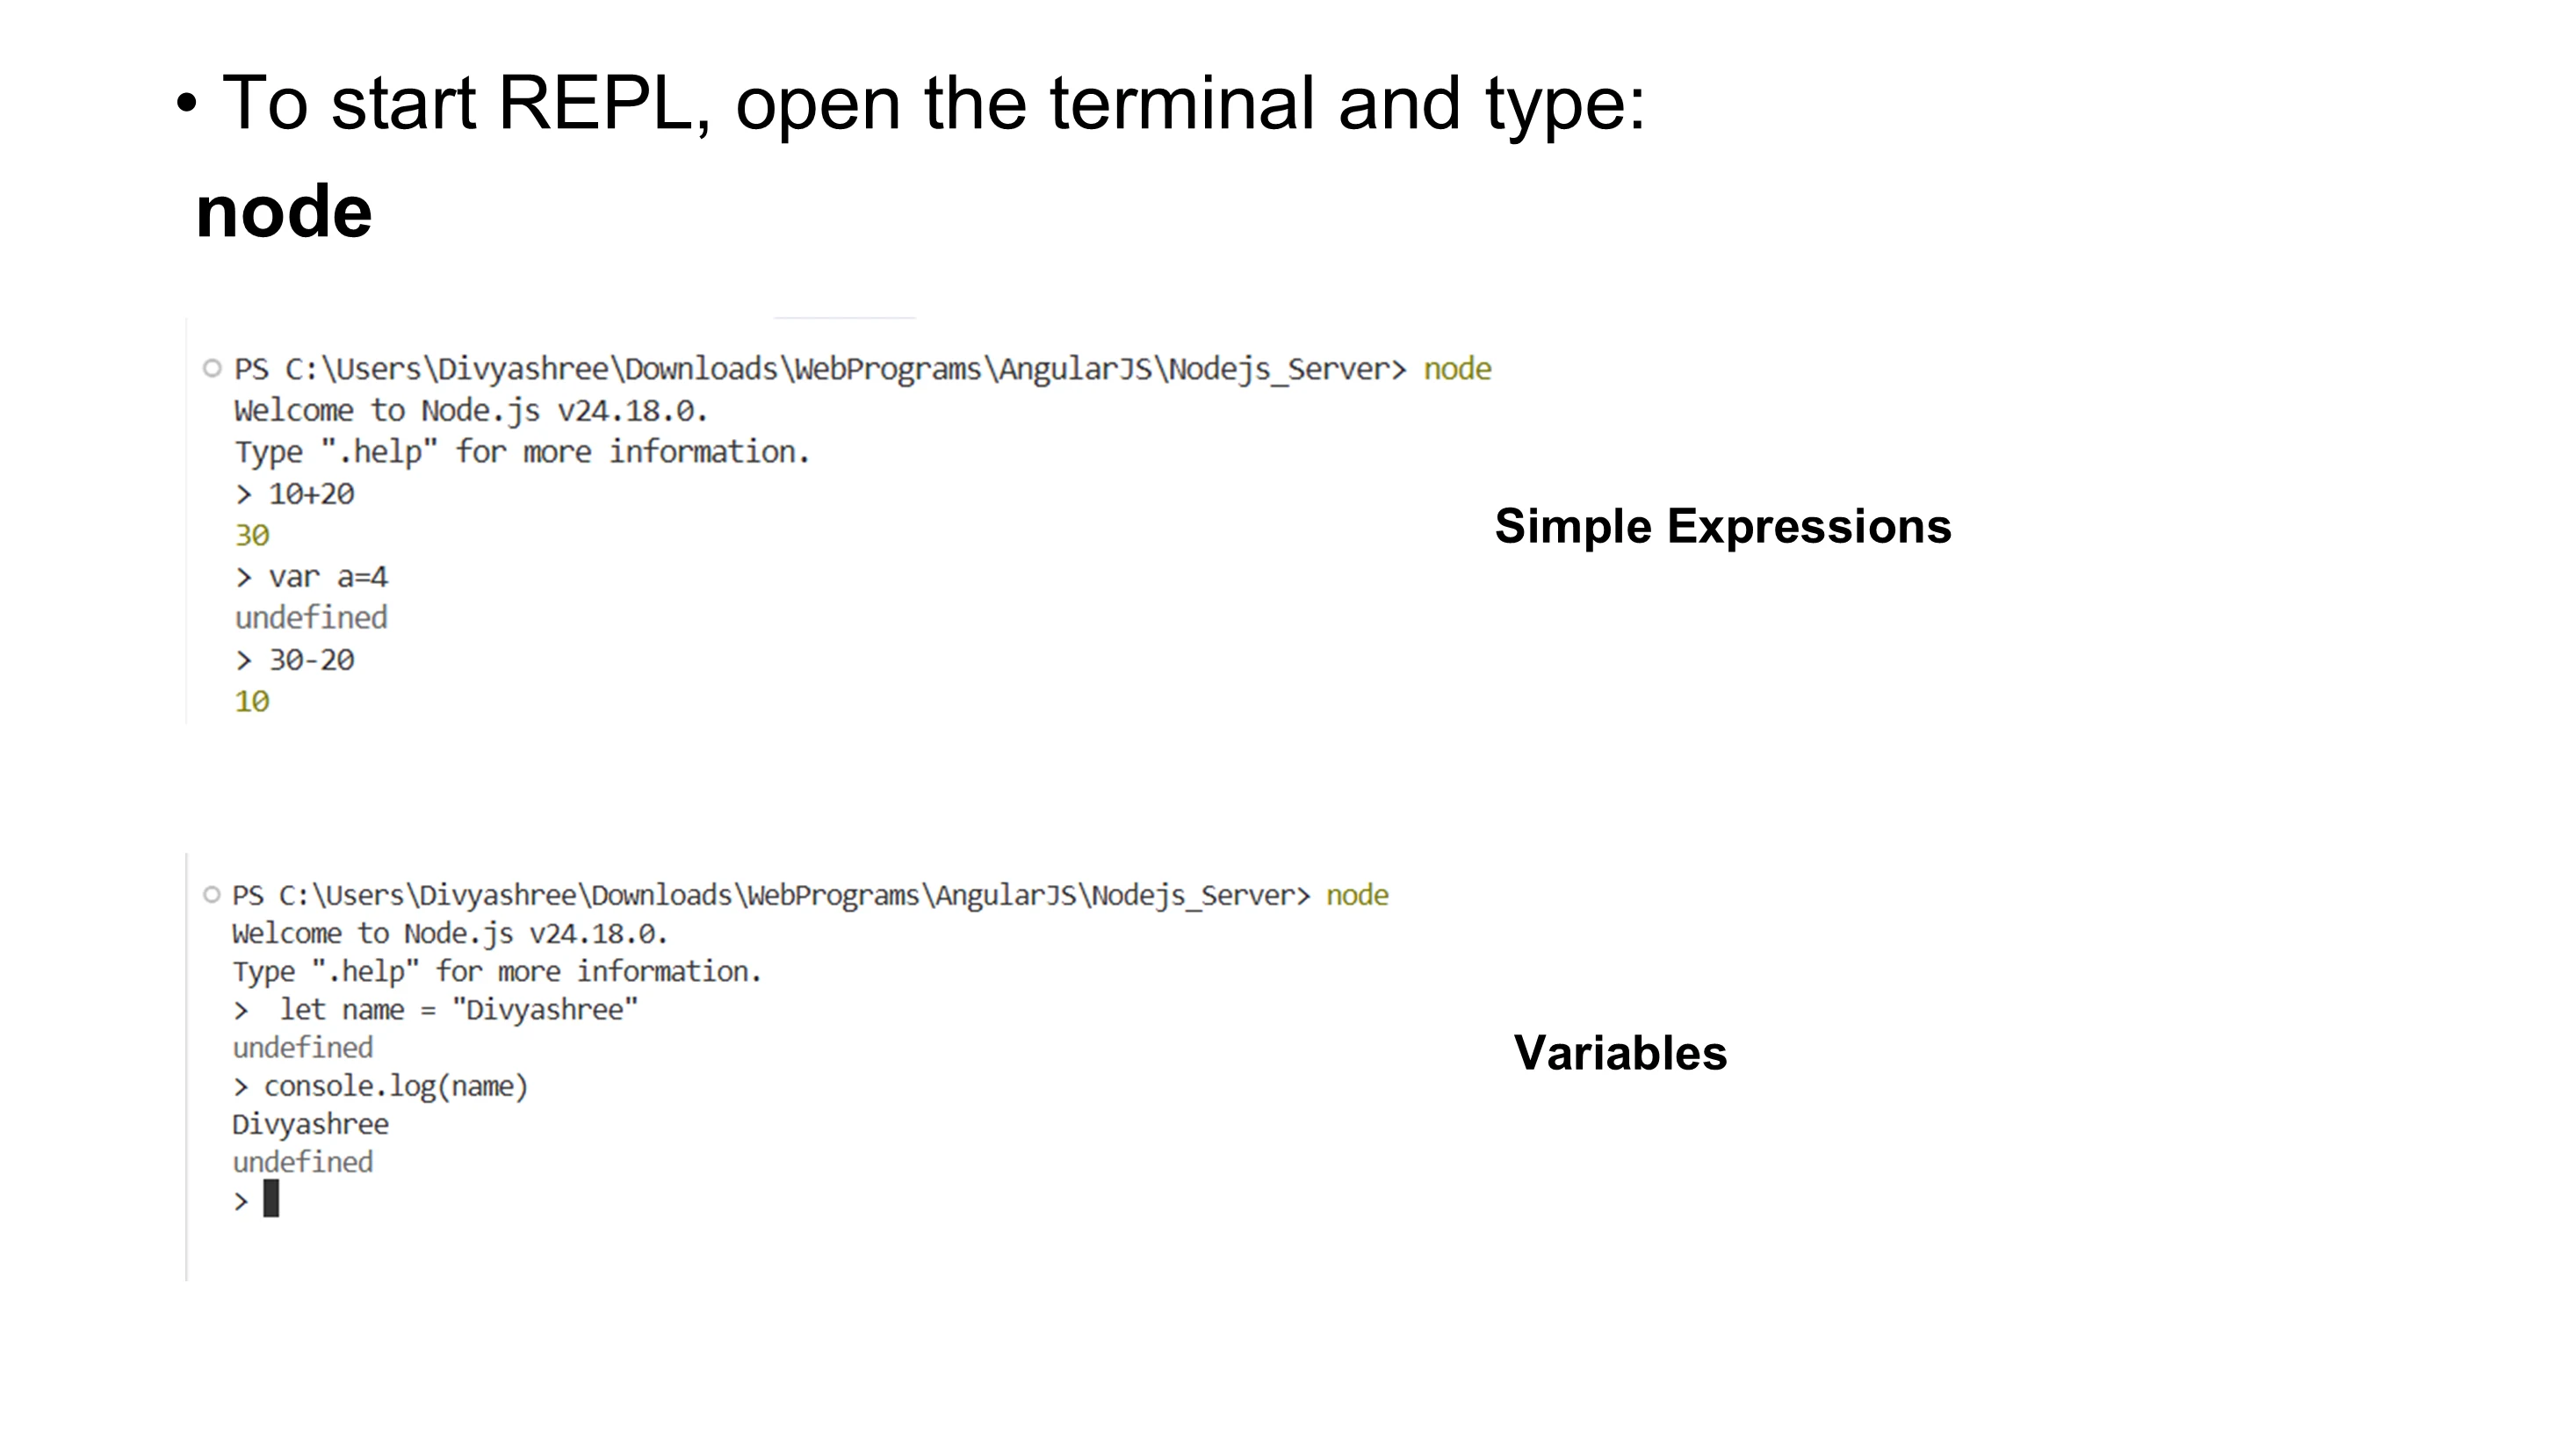 • To start REPL, open the terminal and type:
node
PS C:\Users\Divyashree\Downloads\WebPrograms\AngularJS\Nodejs_Server> node
Welcome to Node.js v24.18.0.
Type ".help" for more information.
> 10+20
30
> var a=4
undefined
> 30-20
10
Simple Expressions
PS C:\Users\Divyashree\Downloads\WebPrograms\AngularJS\Nodejs_Server> node
Welcome to Node.js v24.18.0.
Type ".help" for more information.
>  let name = "Divyashree"
undefined
> console.log(name)
Divyashree
undefined
>
Variables